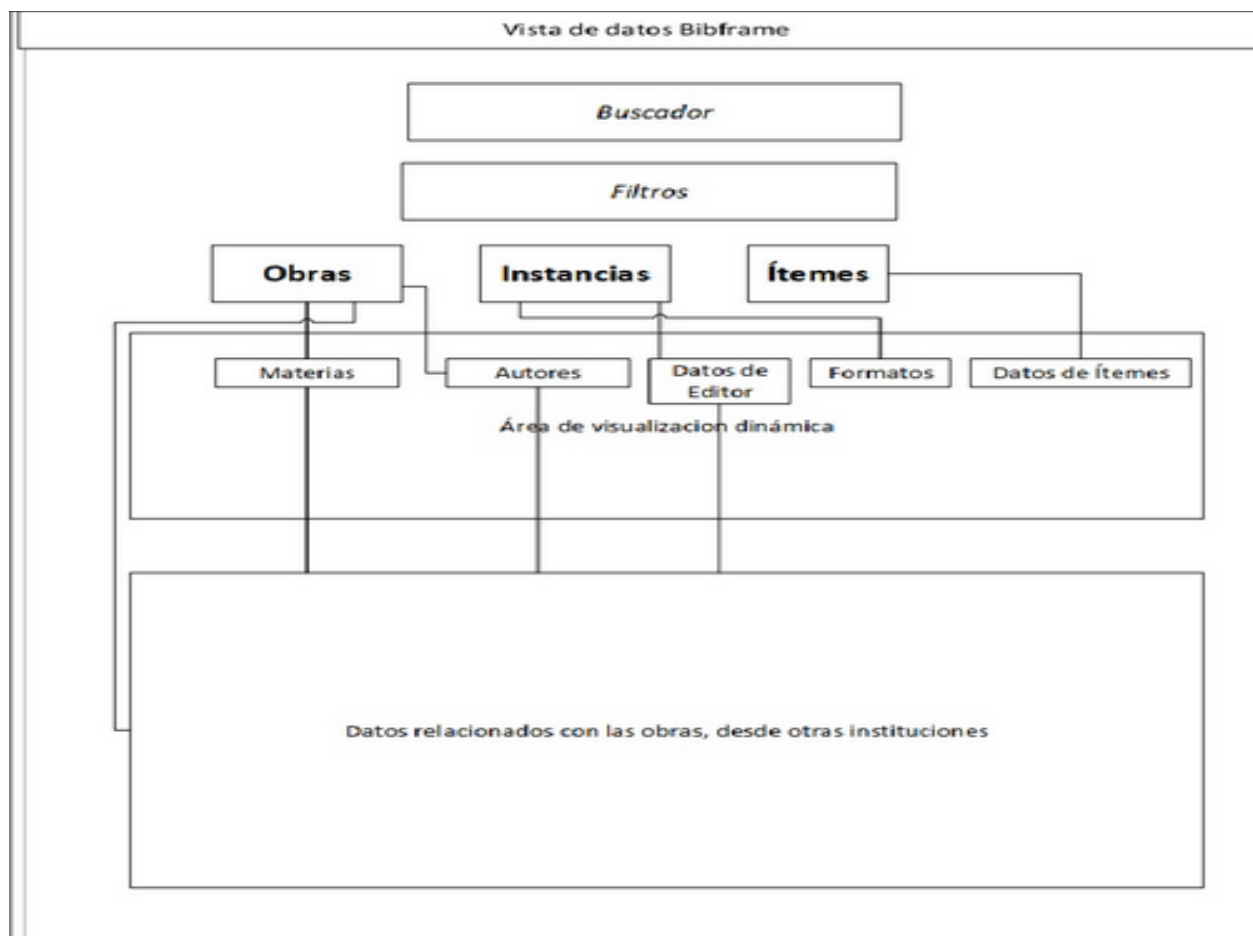 Vista de datos Bibframe
Buscador
Filtros
Obras
Instancias
Ítemes
Materias
Autores
Datos de
Editor
Formatos
Datos de Ítemes
Área de visualizacion dinámica
Datos relacionados con las obras, desde otras instituciones